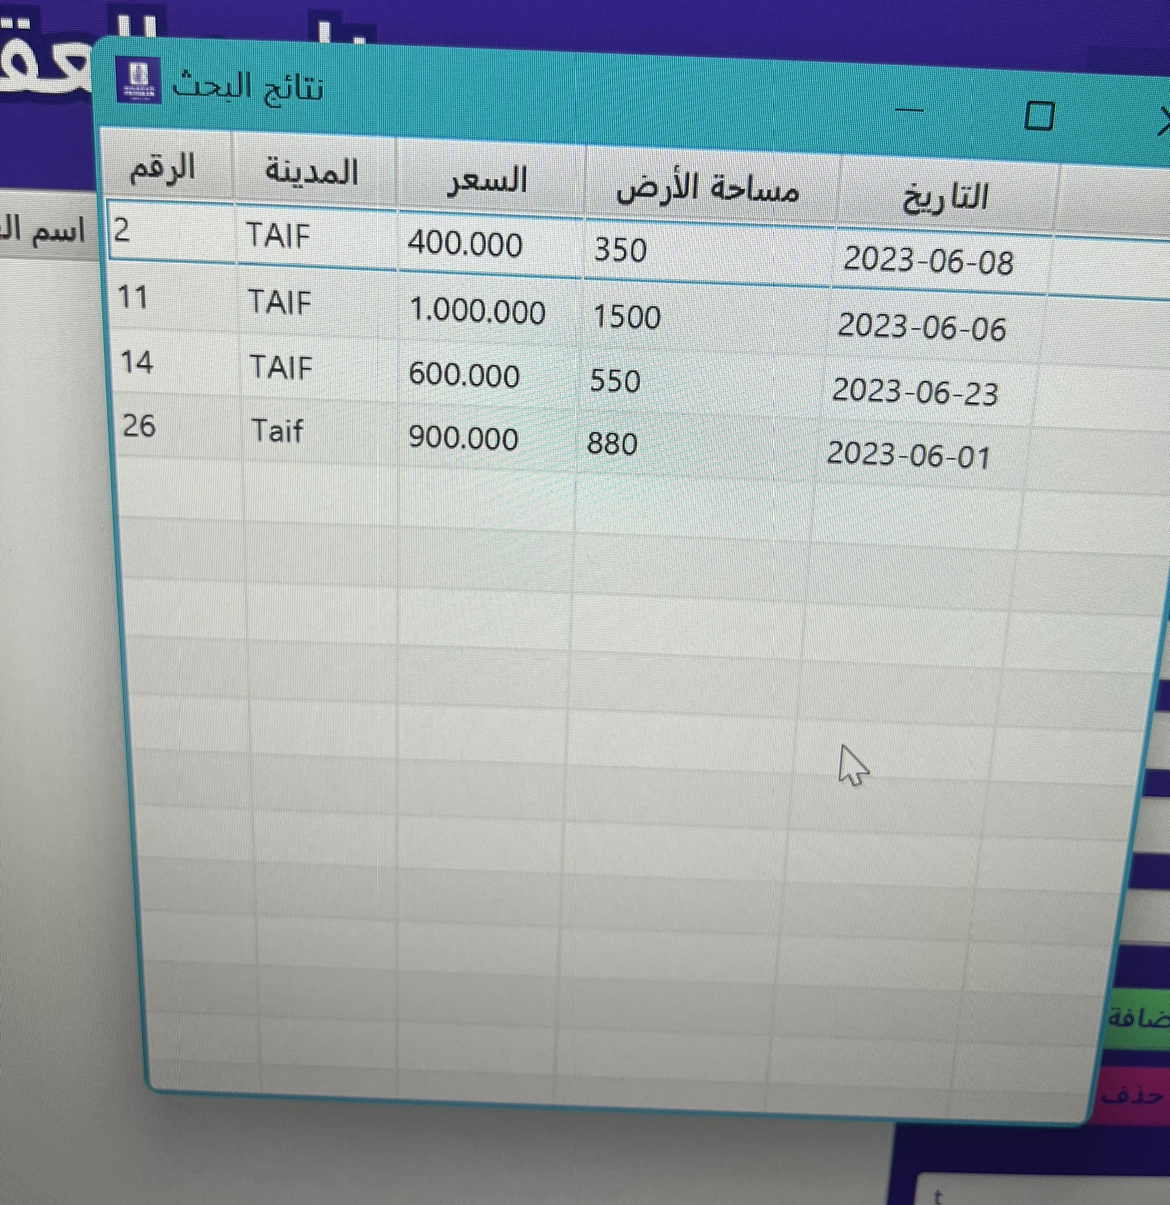 نتائج البحث
الرقم المدينة السعر مساحة الأرض التاريخ
اسم
2 TAIF 400.000 350 2023-06-08
11 TAIF 1.000.000 1500 2023-06-06
14 TAIF 600.000 550 2023-06-23
26 Taif 900.000 880 2023-06-01
حذف
t